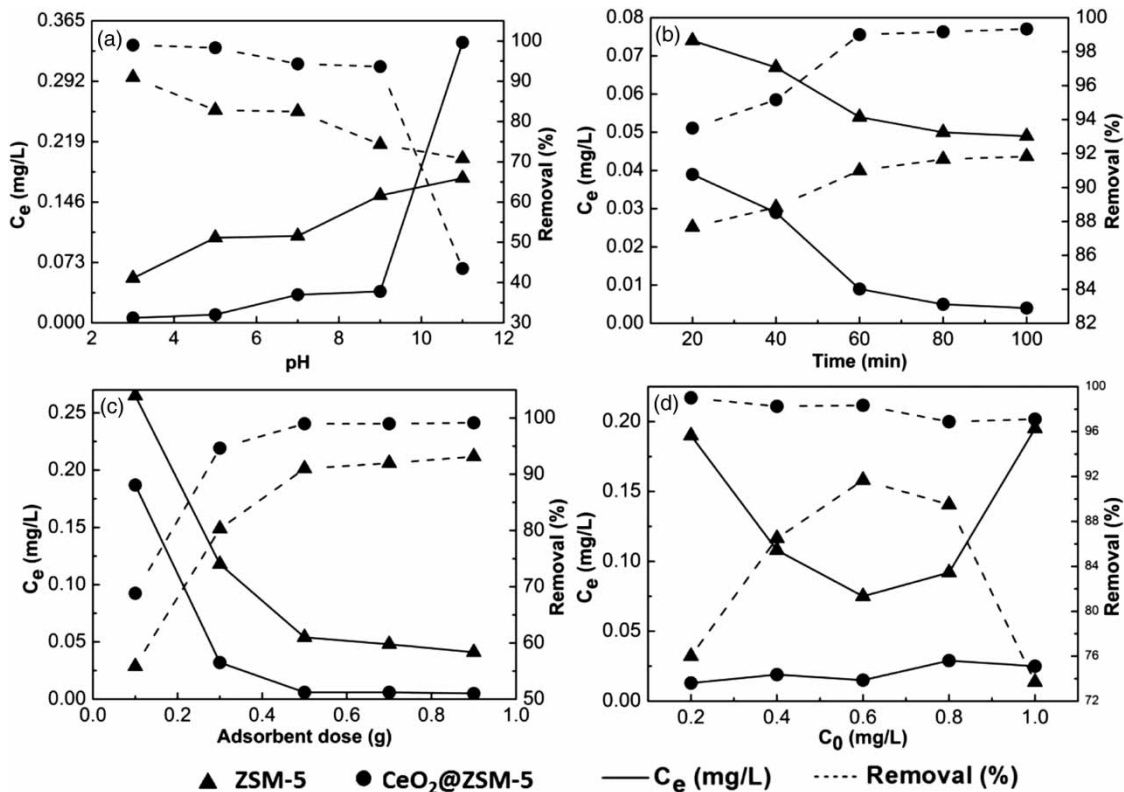 (a)
0.365
0.292
0.219
0.146
0.073
0.000
Ce (mg/L)
100
90
80
70
60
50
40
30
Removal (%)
2 4 6 8 10 12
pH
(b)
0.08
0.07
0.06
0.05
0.04
0.03
0.02
0.01
0.00
Ce (mg/L)
100
98
96
94
92
90
88
86
84
82
Removal (%)
20 40 60 80 100
Time (min)
(c)
0.25
0.20
0.15
0.10
0.05
0.00
Ce (mg/L)
100
90
80
70
60
50
Removal (%)
0.0 0.2 0.4 0.6 0.8 1.0
Adsorbent dose (g)
(d)
0.20
0.15
0.10
0.05
0.00
Ce (mg/L)
100
96
92
88
84
80
76
72
Removal (%)
0.2 0.4 0.6 0.8 1.0
C0 (mg/L)
ZSM-5 CeO2@ZSM-5 Ce (mg/L) Removal (%)